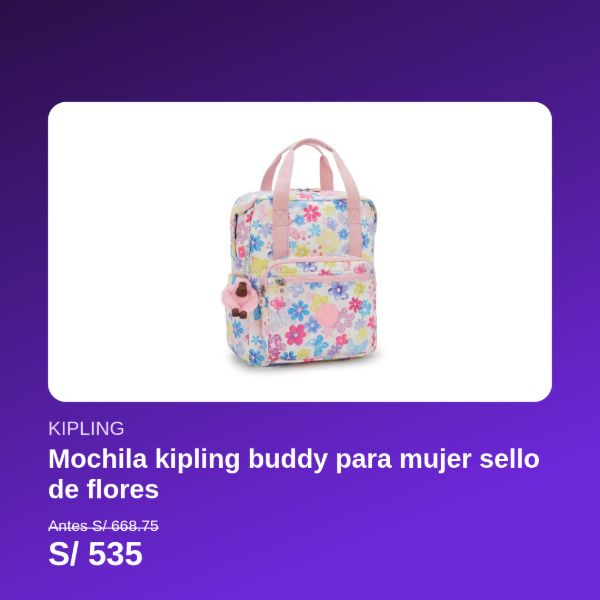 KIPLING
Mochila kipling buddy para mujer sello
de flores
Antes S/ 668.75
S/ 535